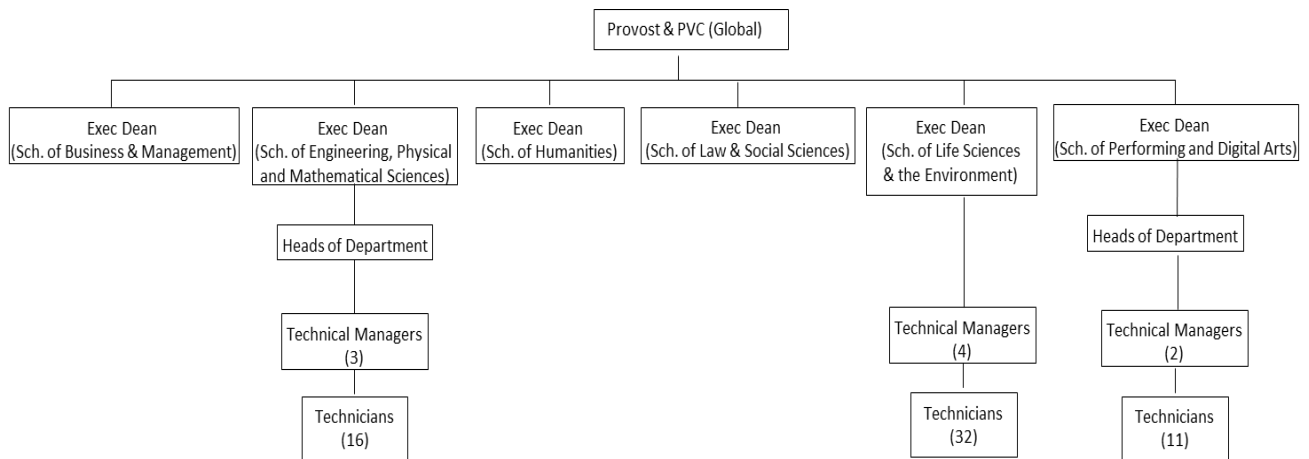 Provost & PVC (Global)
Exec Dean
(Sch. of Business & Management)
Exec Dean
(Sch. of Engineering, Physical
and Mathematical Sciences)
Exec Dean
(Sch. of Humanities)
Exec Dean
(Sch. of Law & Social Sciences)
Exec Dean
(Sch. of Life Sciences
& the Environment)
Exec Dean
(Sch. of Performing and Digital Arts)
Heads of Department
Heads of Department
Technical Managers
(3)
Technical Managers
(4)
Technical Managers
(2)
Technicians
(16)
Technicians
(32)
Technicians
(11)